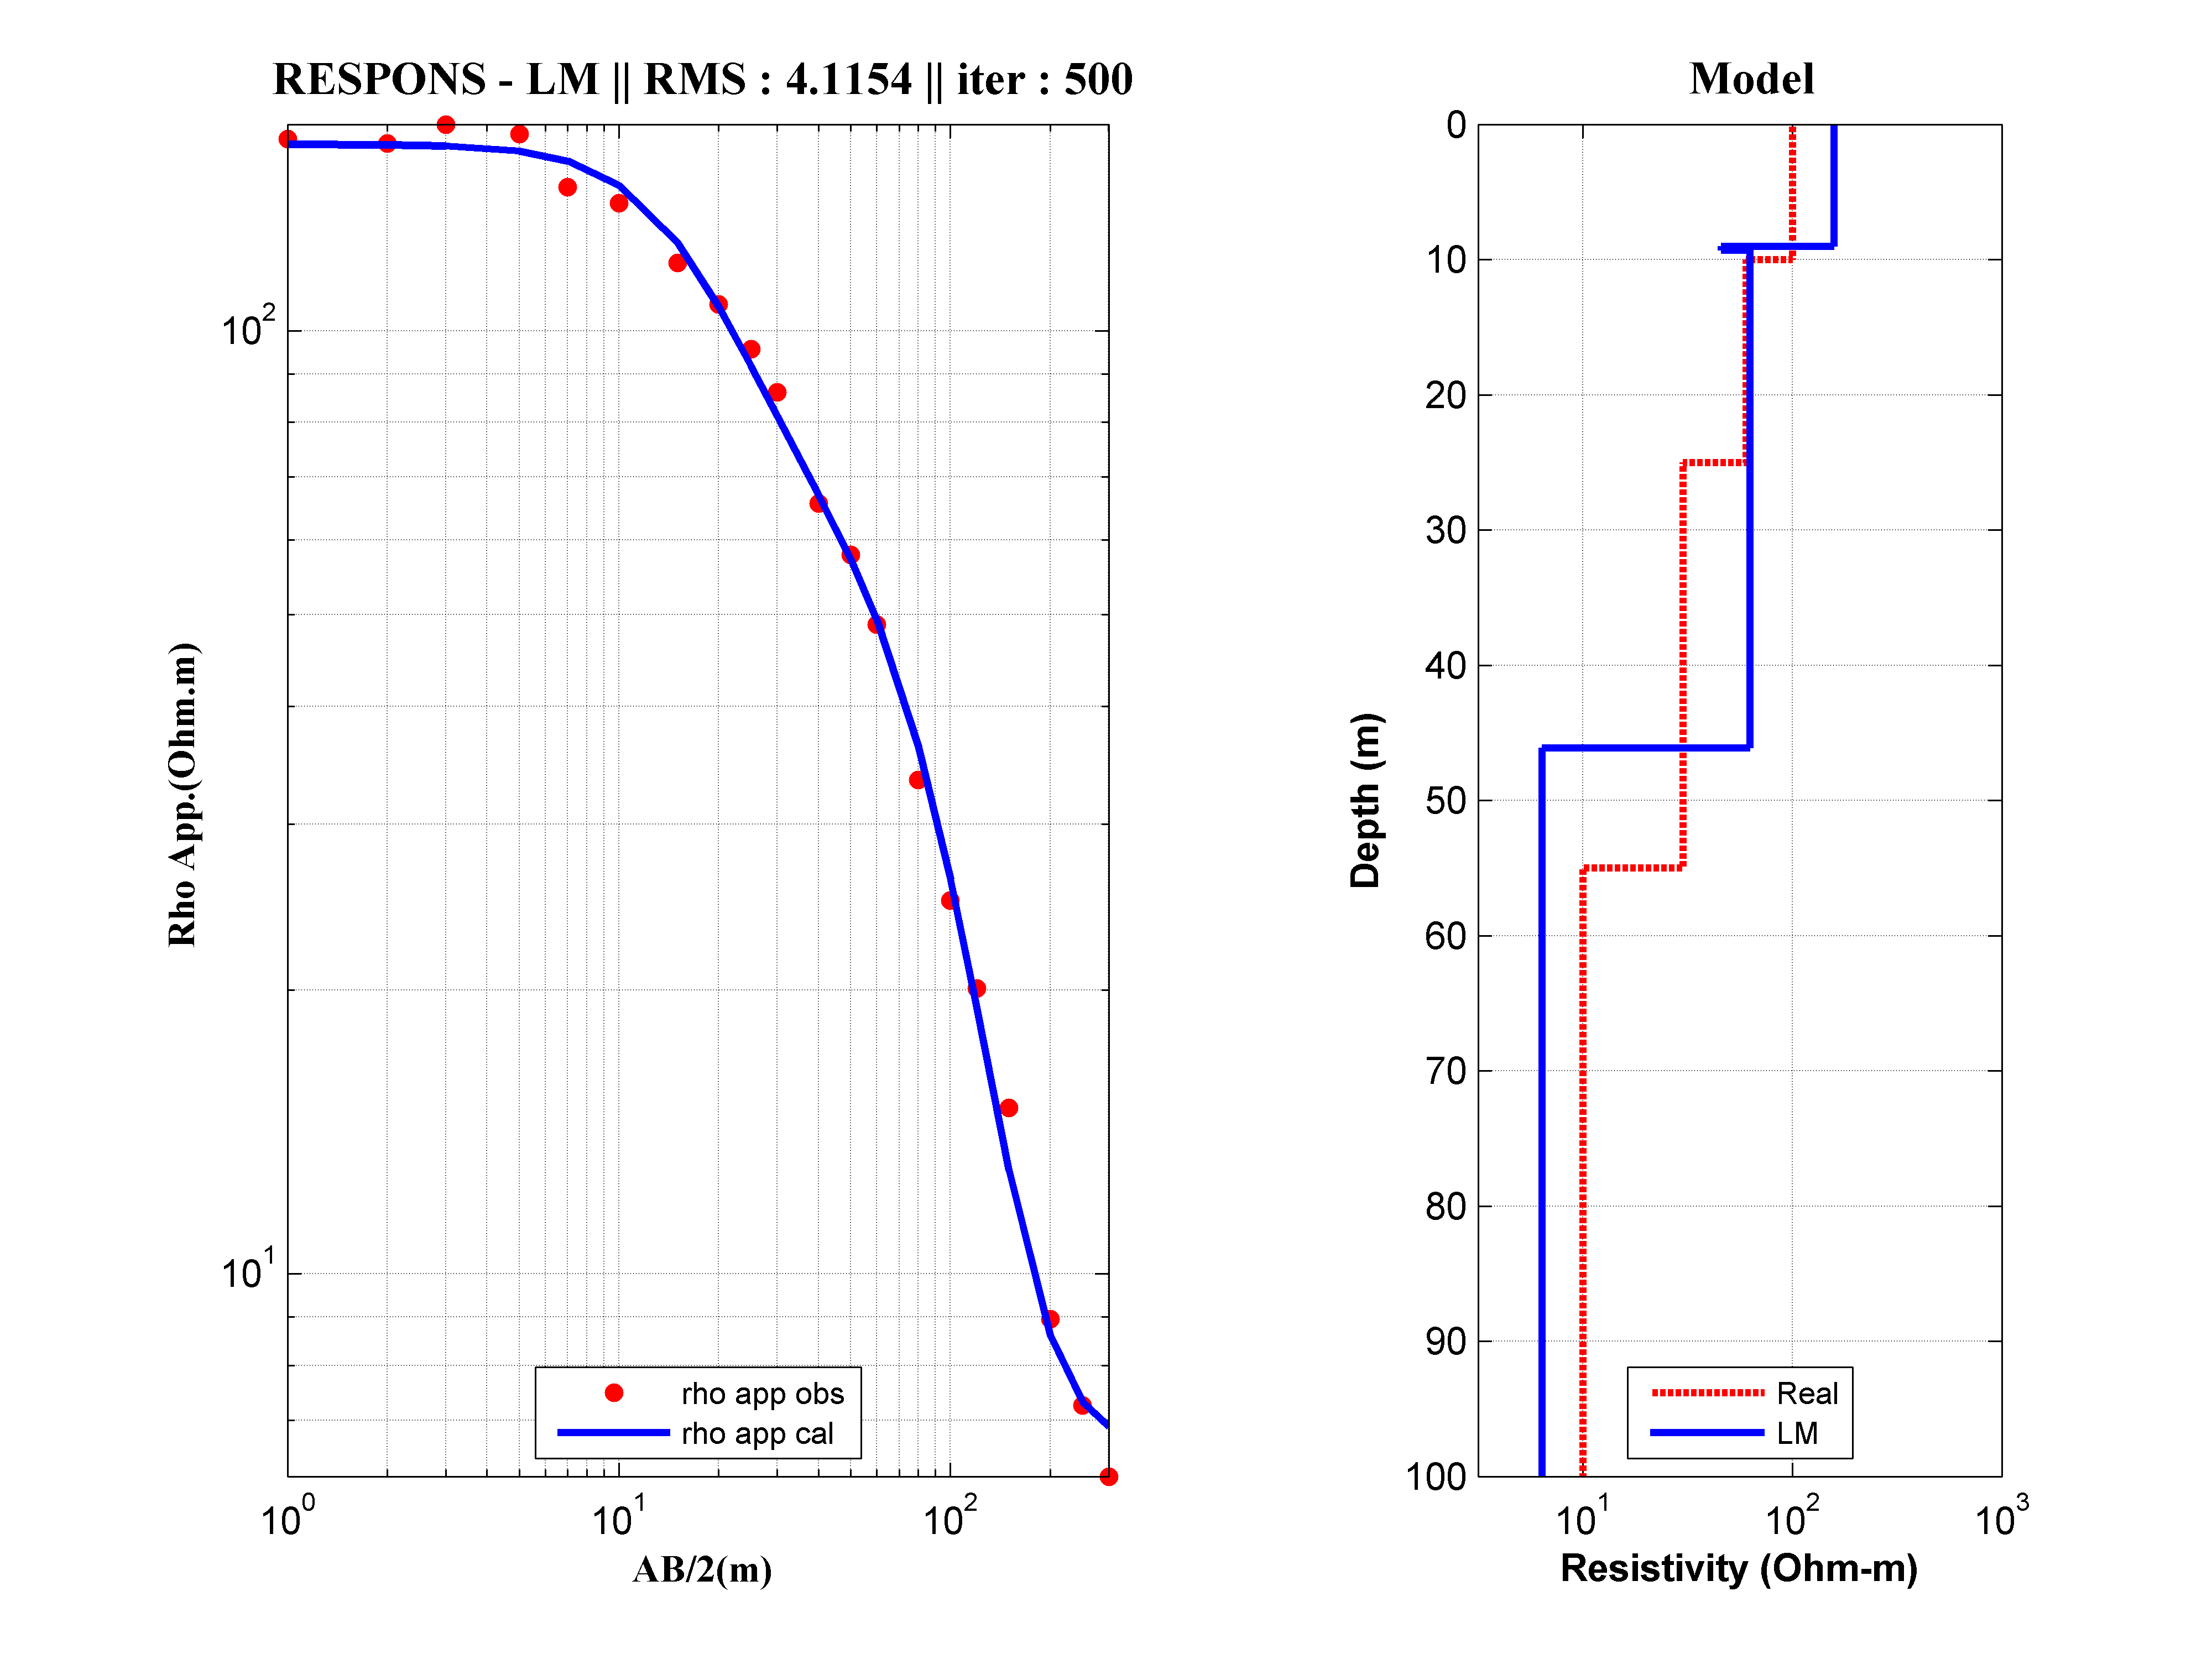 RESPONS - LM || RMS : 4.1154 || iter : 500
Rho App.(Ohm.m)
10^2
10^1
rho app obs
rho app cal
10^0
10^1
10^2
AB/2(m)
Model
Depth (m)
0
10
20
30
40
50
60
70
80
90
100
Real
LM
10^1
10^2
10^3
Resistivity (Ohm-m)